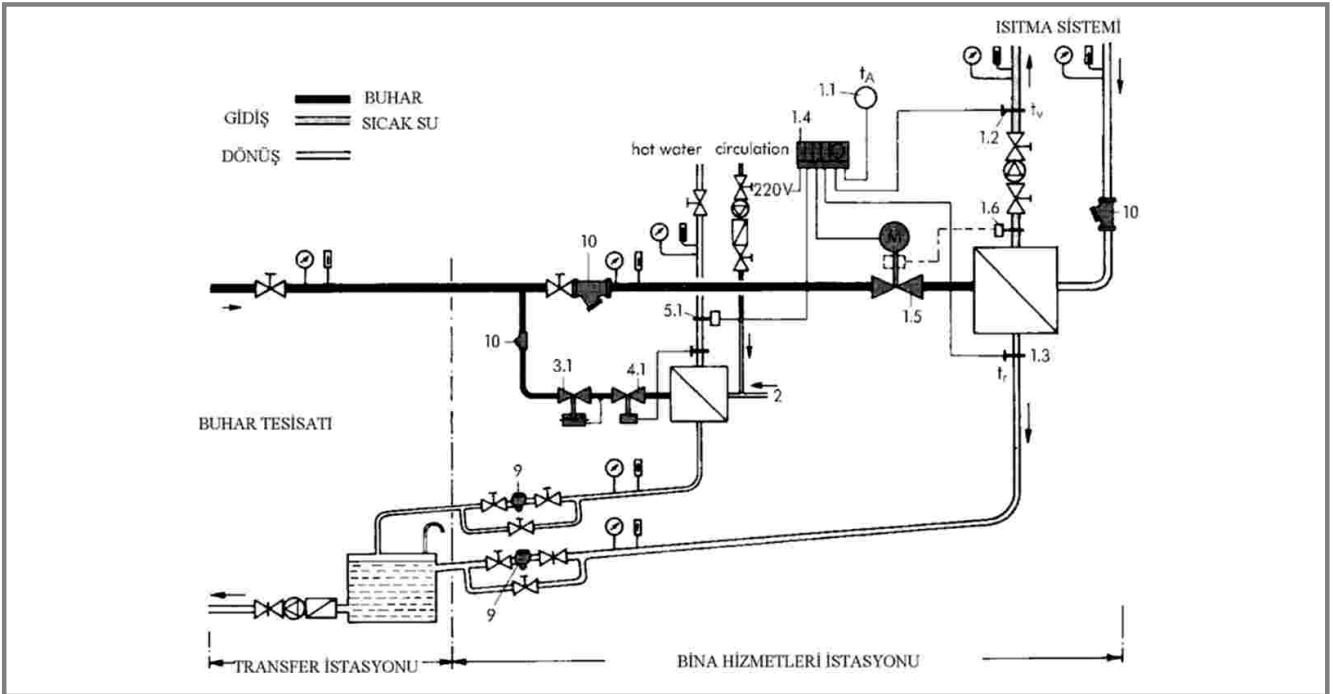 ISITMA SİSTEMİ
BUHAR
GİDİŞ
SICAK SU
DÖNÜŞ
tA
1.1
1.4
1.2
tv
hot water circulation
220V
1.6
10
M
10
5.1
1.5
10
3.1
4.1
1.3
tr
2
BUHAR TESİSATI
9
9
TRANSFER İSTASYONU
BİNA HİZMETLERİ İSTASYONU